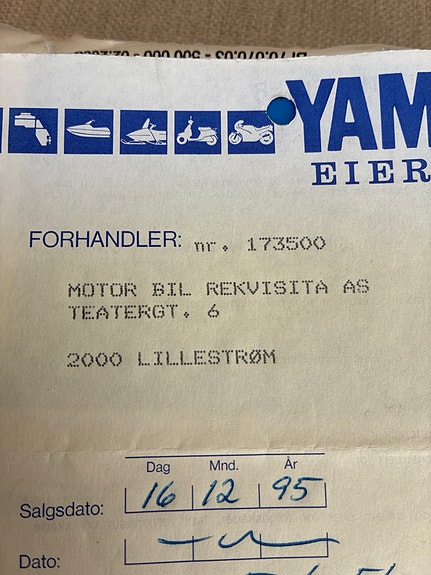 YAM
EIER
FORHANDLER: nr. 173500
MOTOR BIL REKVISITA AS
TEATERGT. 6
2000 LILLESTRØM
Dag Mnd. År
Salgsdato: 16 12 95
Dato: